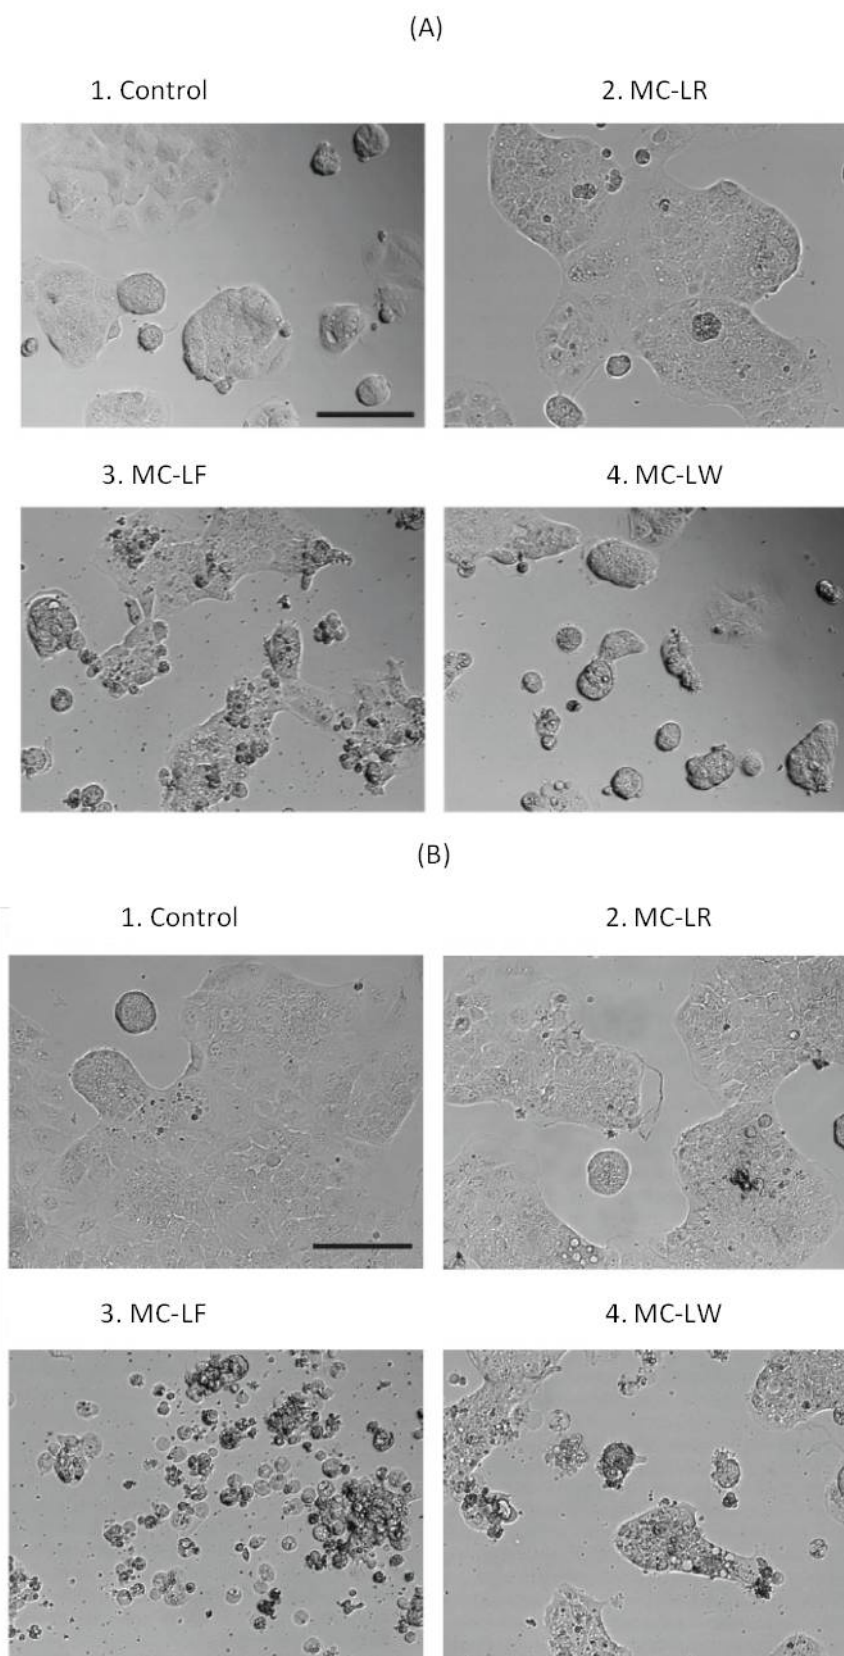 (A)
1. Control
2. MC-LR
3. MC-LF
4. MC-LW
(B)
1. Control
2. MC-LR
3. MC-LF
4. MC-LW